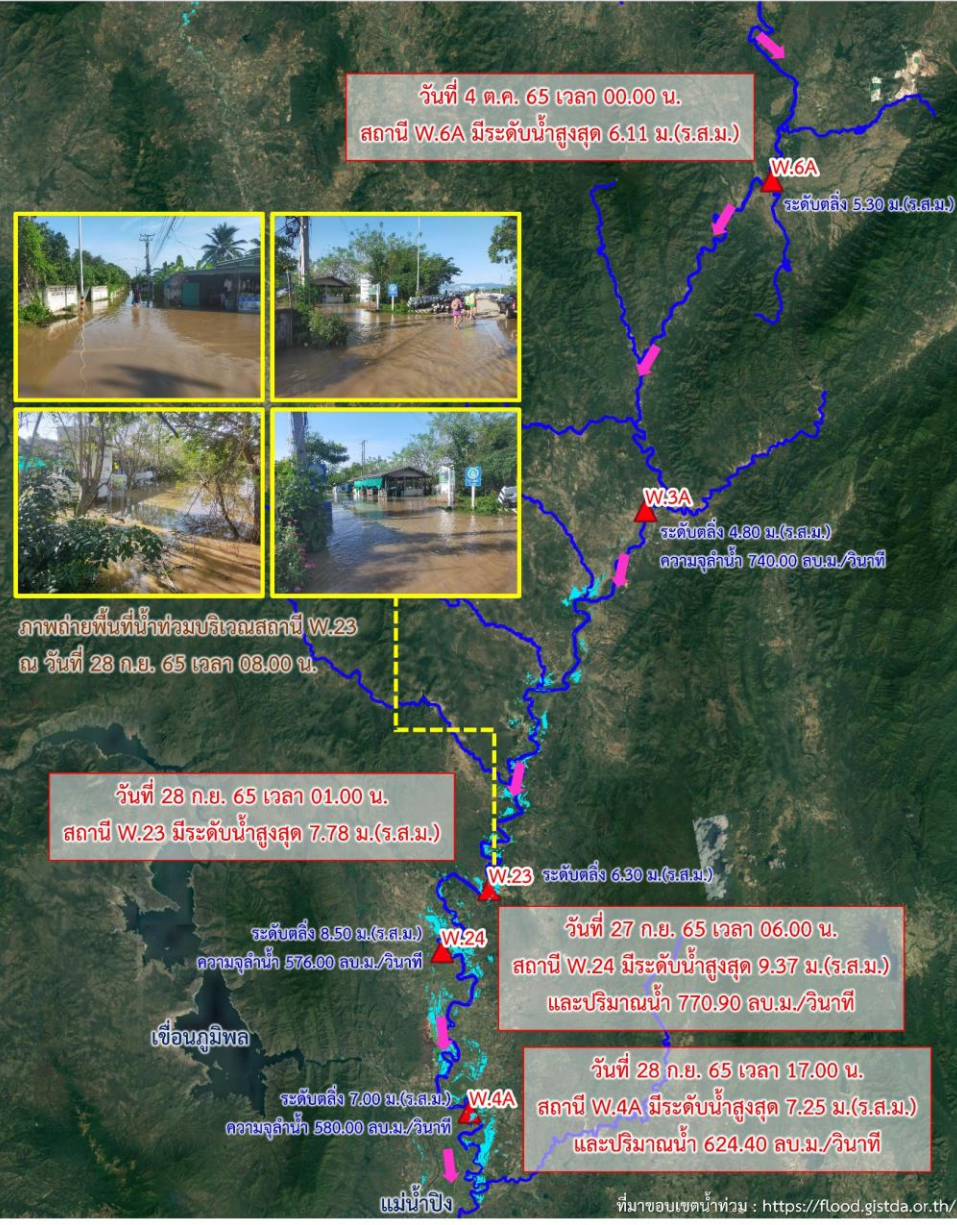 วันที่ 4 ต.ค. 65 เวลา 00.00 น.
สถานี W.6A มีระดับน้ำสูงสุด 6.11 ม.(ร.ส.ม.)
W.6A
ระดับตลิ่ง 5.30 ม.(ร.ส.ม.)
W.3A
ระดับตลิ่ง 4.80 ม.(ร.ส.ม.)
ความจุลำน้ำ 740.00 ลบ.ม./วินาที
ภาพถ่ายพื้นที่น้ำท่วมบริเวณสถานี W.23
ณ วันที่ 28 ก.ย. 65 เวลา 08.00 น.
วันที่ 28 ก.ย. 65 เวลา 01.00 น.
สถานี W.23 มีระดับน้ำสูงสุด 7.78 ม.(ร.ส.ม.)
W.23 ระดับตลิ่ง 6.30 ม.(ร.ส.ม.)
ระดับตลิ่ง 8.50 ม.(ร.ส.ม.)
ความจุลำน้ำ 576.00 ลบ.ม./วินาที
W.24
วันที่ 27 ก.ย. 65 เวลา 06.00 น.
สถานี W.24 มีระดับน้ำสูงสุด 9.37 ม.(ร.ส.ม.)
และปริมาณน้ำ 770.90 ลบ.ม./วินาที
เขื่อนภูมิพล
วันที่ 28 ก.ย. 65 เวลา 17.00 น.
สถานี W.4A มีระดับน้ำสูงสุด 7.25 ม.(ร.ส.ม.)
และปริมาณน้ำ 624.40 ลบ.ม./วินาที
ระดับตลิ่ง 7.00 ม.(ร.ส.ม.)
ความจุลำน้ำ 580.00 ลบ.ม./วินาที
W.4A
แม่น้ำปิง
ที่มาขอบเขตน้ำท่วม : https://flood.gistda.or.th/